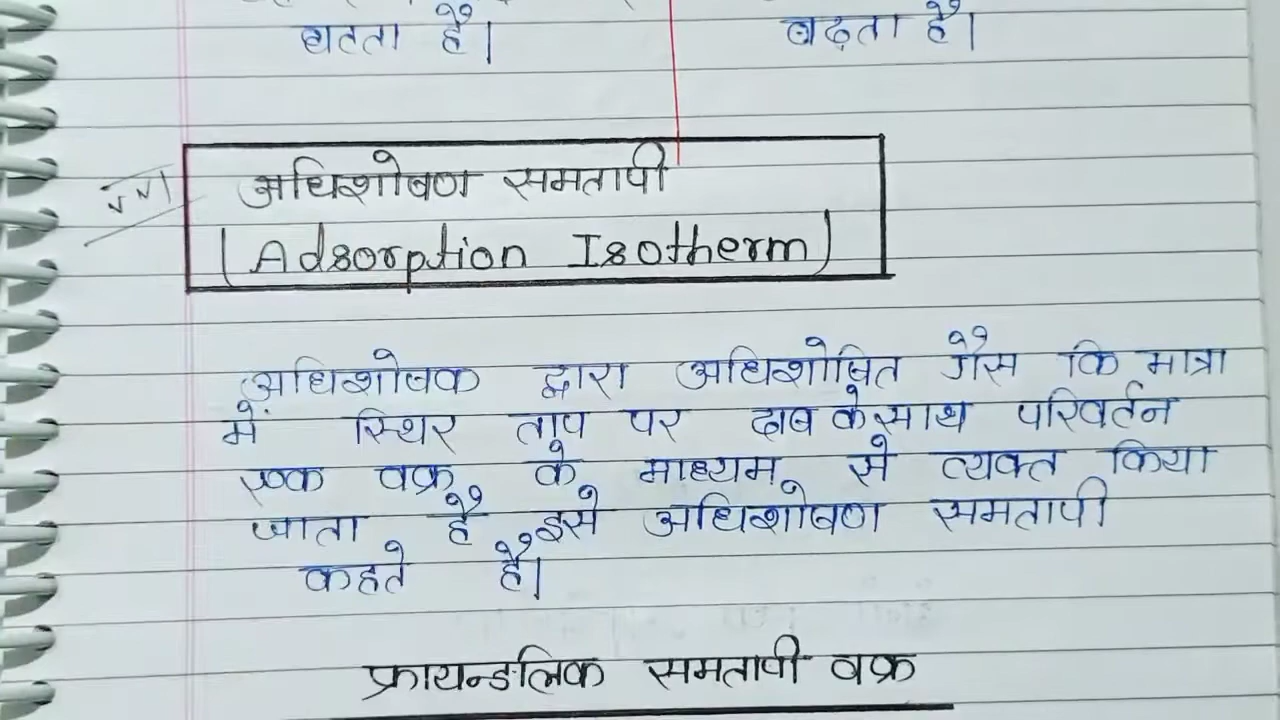 घटता है।
बढ़ता है।
अधिशोषण समतापी
(Adsorption Isotherm)
अधिशोषक द्वारा अधिशोषित गैस कि मात्रा
में स्थिर ताप पर दाब के साथ परिवर्तन
एक वक्र के माध्यम से व्यक्त किया
जाता है इसे अधिशोषण समतापी
कहते है।
फ्रायन्डलिक समतापी वक्र